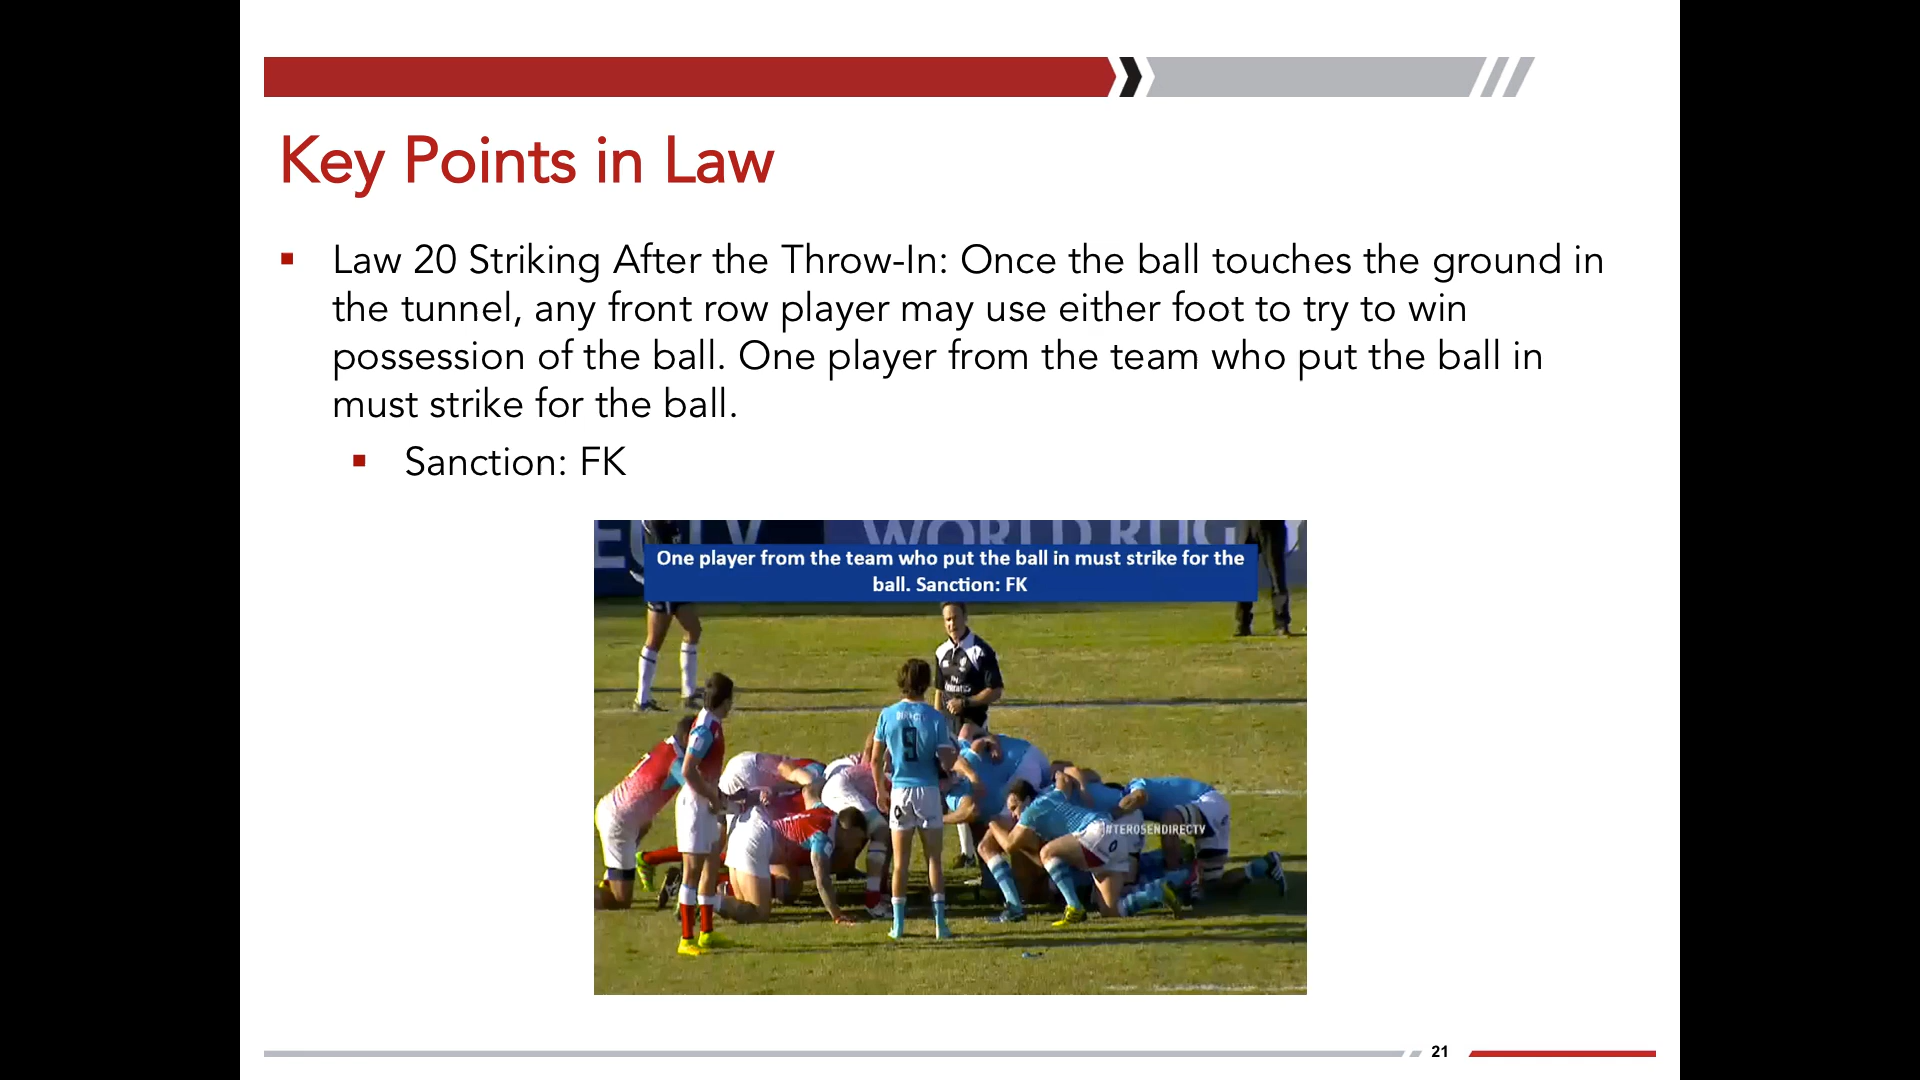 Key Points in Law
Law 20 Striking After the Throw-In: Once the ball touches the ground in
the tunnel, any front row player may use either foot to try to win
possession of the ball. One player from the team who put the ball in
must strike for the ball.
Sanction: FK
WORLD RUG
One player from the team who put the ball in must strike for the
ball. Sanction: FK
9
#TEROSENDIRECTV
21